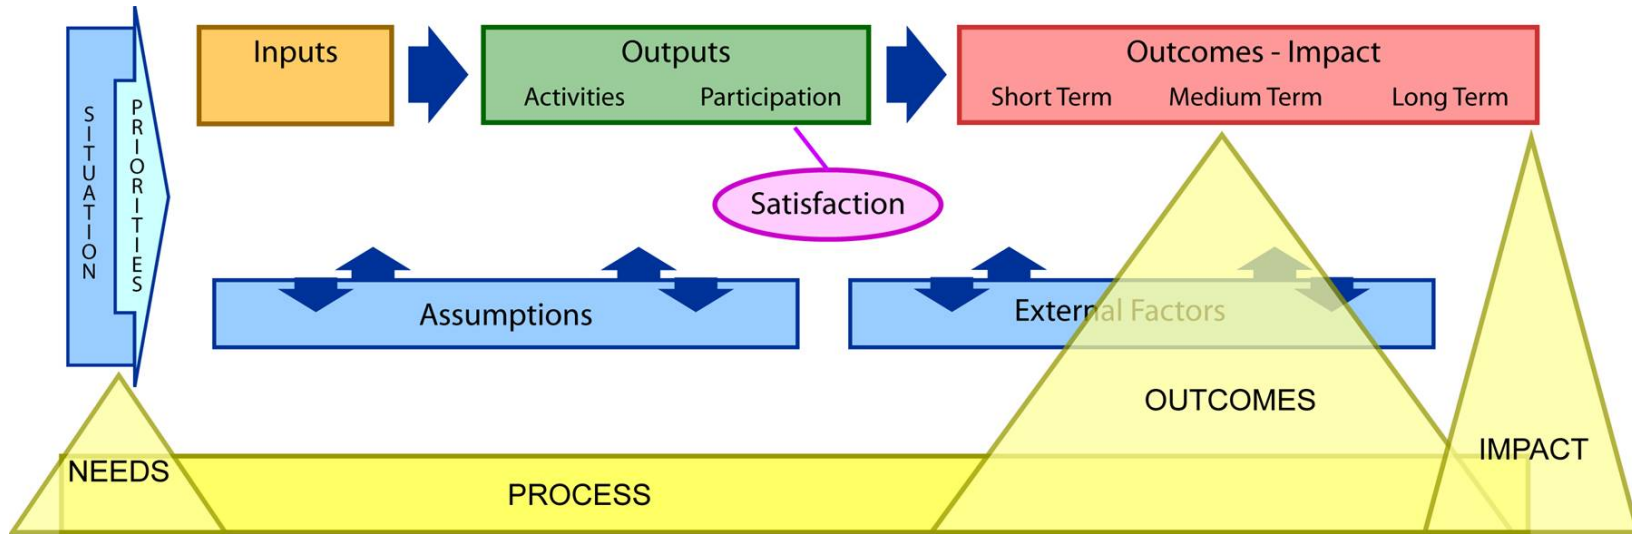 SITUATION
PRIORITIES
Inputs
Outputs
Activities Participation
Outcomes - Impact
Short Term Medium Term Long Term
Satisfaction
Assumptions
External Factors
NEEDS
PROCESS
OUTCOMES
IMPACT